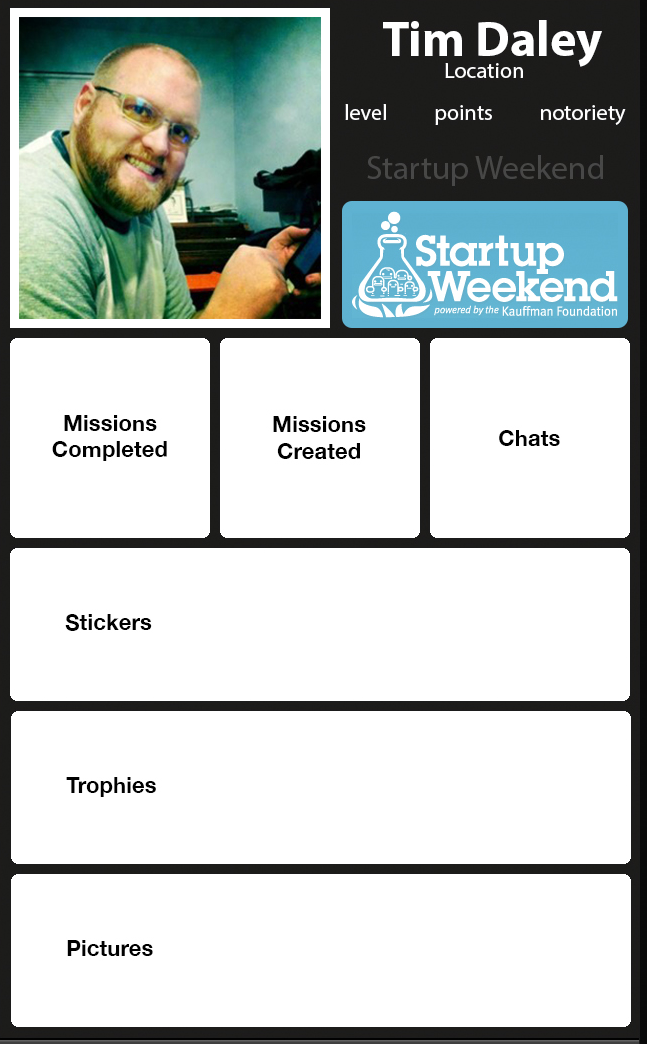 Tim Daley
Location
level points notoriety
Startup Weekend
Startup
Weekend
powered by the Kauffman Foundation
Missions
Completed
Missions
Created
Chats
Stickers
Trophies
Pictures